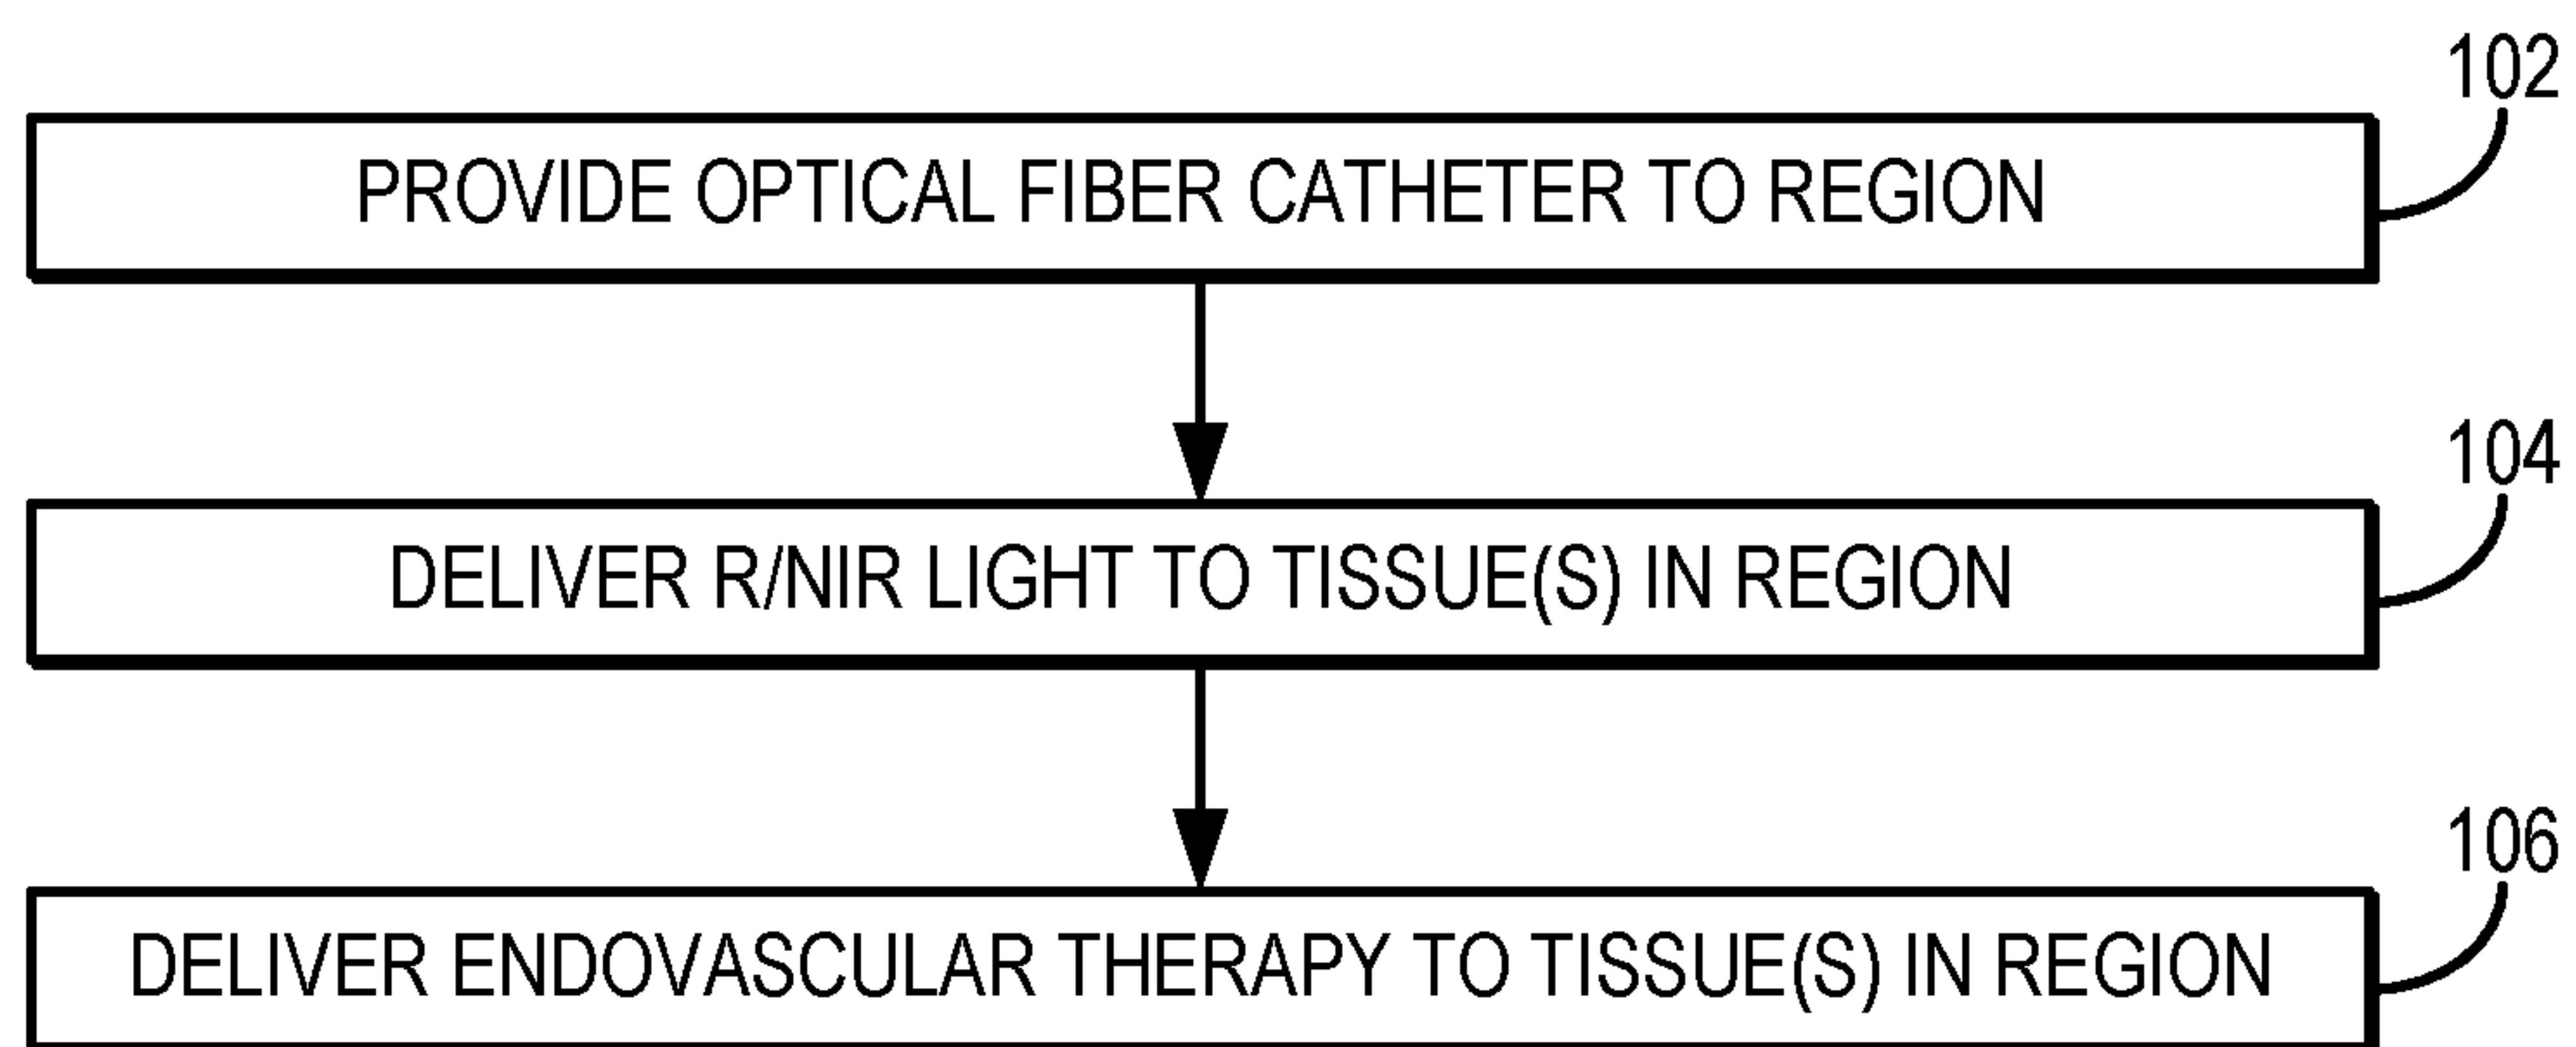 102
PROVIDE OPTICAL FIBER CATHETER TO REGION
104
DELIVER R/NIR LIGHT TO TISSUE(S) IN REGION
106
DELIVER ENDOVASCULAR THERAPY TO TISSUE(S) IN REGION